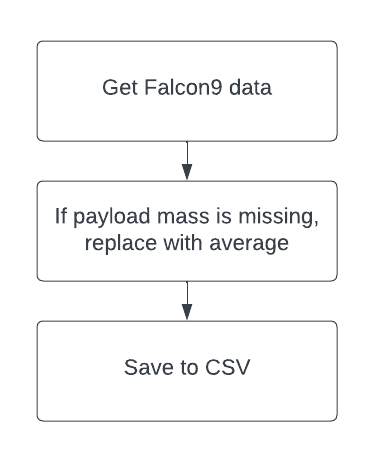 Get Falcon9 data
If payload mass is missing,
replace with average
Save to CSV